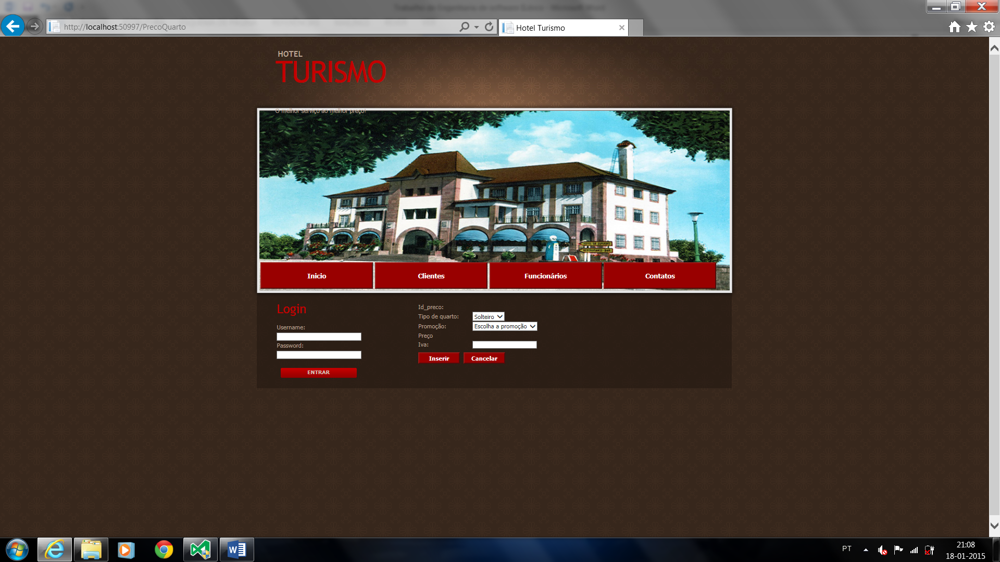 http://localhost:50997/PrecoQuarto
Hotel Turismo
HOTEL
TURISMO
O melhor serviço ao melhor preço!
Inicio
Clientes
Funcionários
Contatos
Login
Username:
Password:
ENTRAR
Id_preco:
Tipo de quarto:
Solteiro
Promoção:
Escolha a promoção
Preço
Iva:
Inserir
Cancelar
PT
21:08
18-01-2015